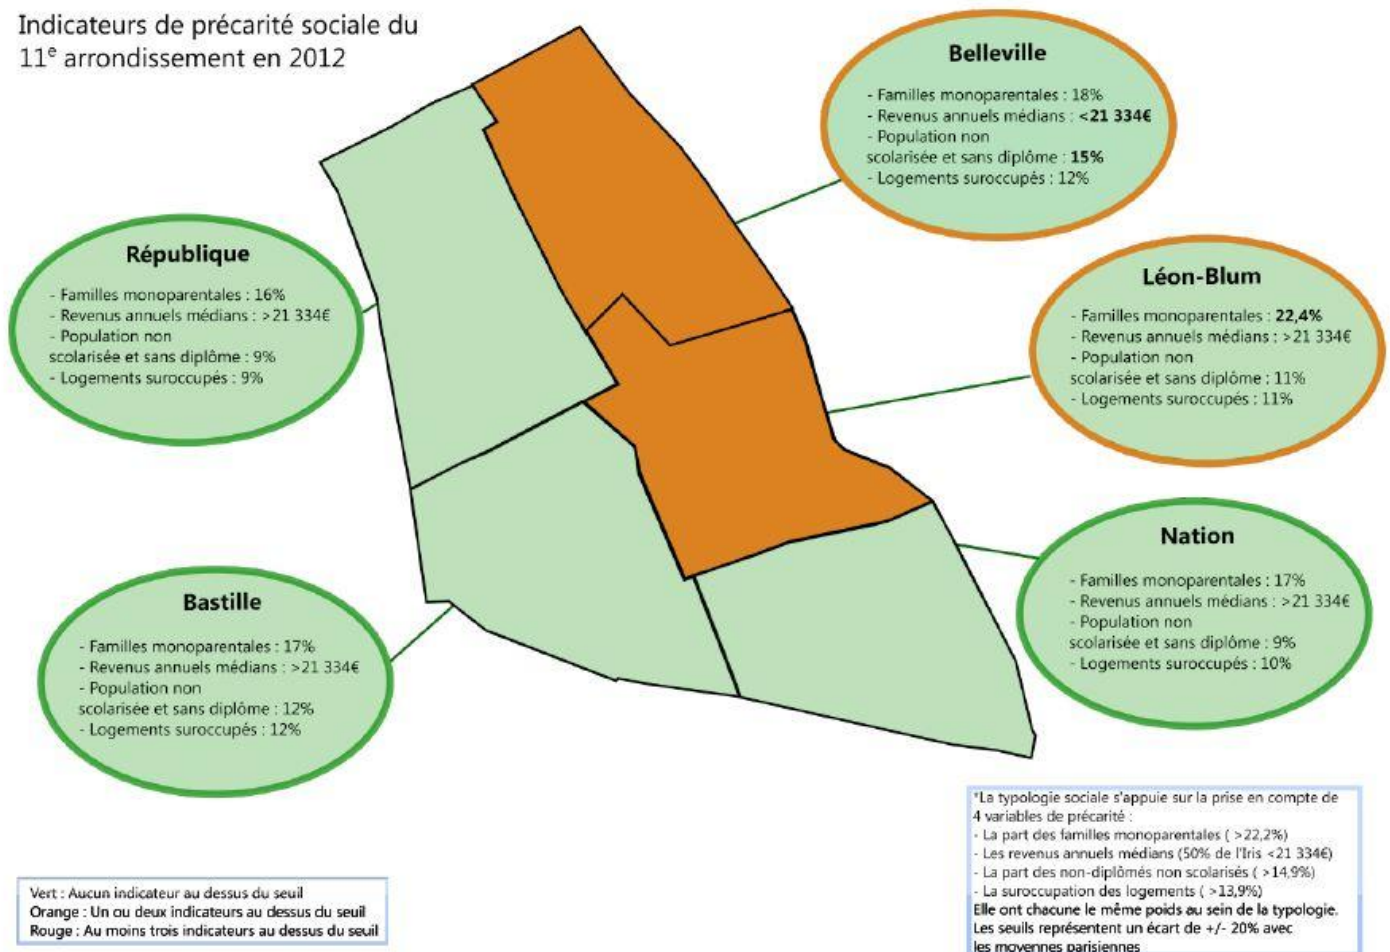 Indicateurs de précarité sociale du
11e arrondissement en 2012
Belleville
- Familles monoparentales : 18%
- Revenus annuels médians : <21 334€
- Population non
scolarisée et sans diplôme : 15%
- Logements suroccupés : 12%
République
- Familles monoparentales : 16%
- Revenus annuels médians : >21 334€
- Population non
scolarisée et sans diplôme : 9%
- Logements suroccupés : 9%
Léon-Blum
- Familles monoparentales : 22,4%
- Revenus annuels médians : >21 334€
- Population non
scolarisée et sans diplôme : 11%
- Logements suroccupés : 11%
Nation
- Familles monoparentales : 17%
- Revenus annuels médians : >21 334€
- Population non
scolarisée et sans diplôme : 9%
- Logements suroccupés : 10%
Bastille
- Familles monoparentales : 17%
- Revenus annuels médians : >21 334€
- Population non
scolarisée et sans diplôme : 12%
- Logements suroccupés : 12%
*La typologie sociale s'appuie sur la prise en compte de
4 variables de précarité :
- La part des familles monoparentales ( >22,2%)
- Les revenus annuels médians (50% de l'Iris <21 334€)
- La part des non-diplômés non scolarisés ( >14,9%)
- La suroccupation des logements ( >13,9%)
Elle ont chacune le même poids au sein de la typologie.
Les seuils représentent un écart de +/- 20% avec
les moyennes parisiennes
Vert : Aucun indicateur au dessus du seuil
Orange : Un ou deux indicateurs au dessus du seuil
Rouge : Au moins trois indicateurs au dessus du seuil